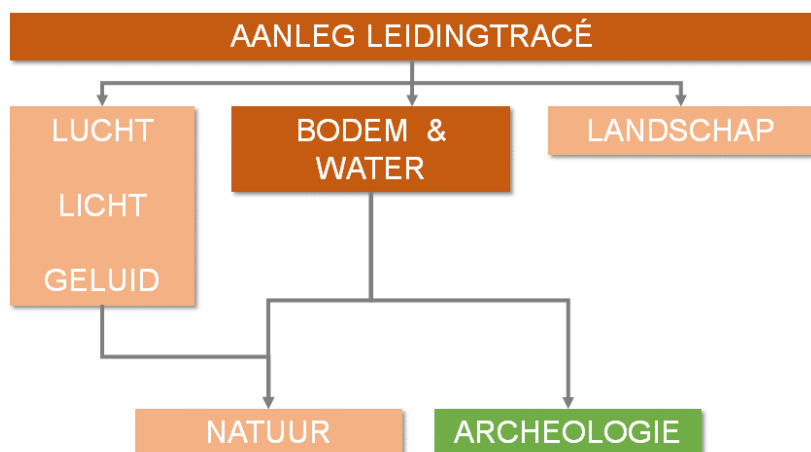 AANLEG LEIDINGTRACÉ
LUCHT
LICHT
GELUID
BODEM &
WATER
LANDSCHAP
NATUUR
ARCHEOLOGIE